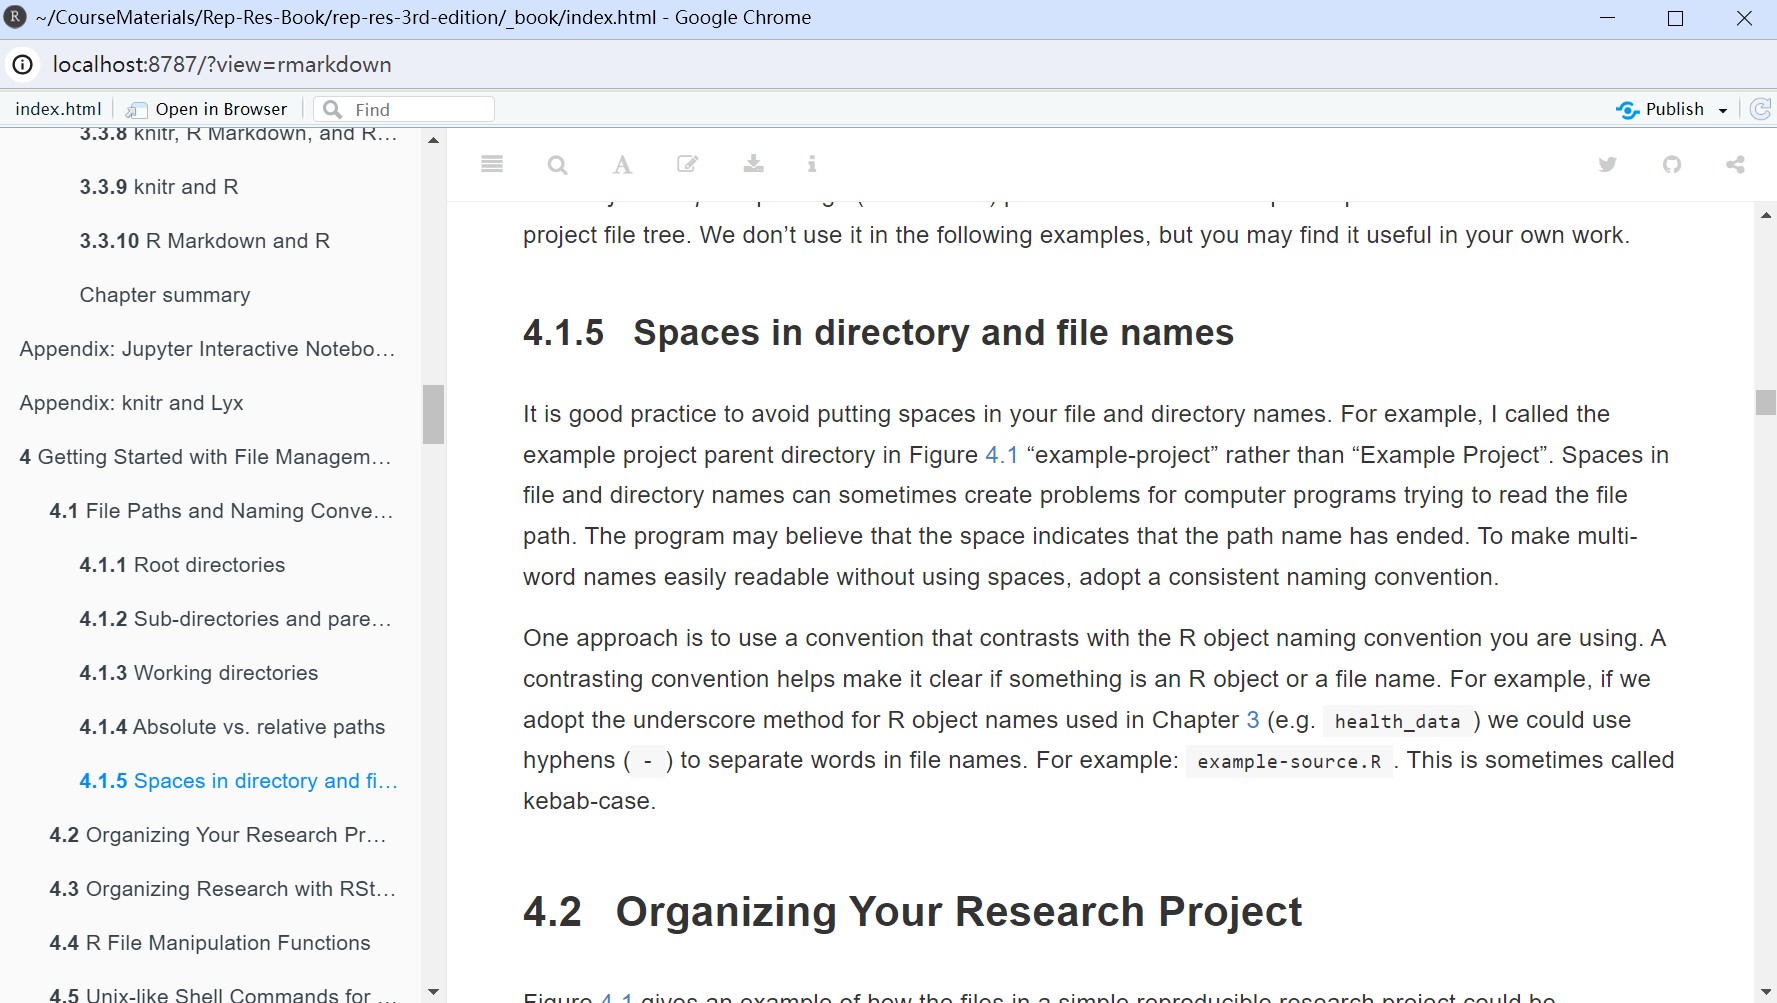 ~/CourseMaterials/Rep-Res-Book/rep-res-3rd-edition/_book/index.html - Google Chrome
localhost:8787/?view=rmarkdown
index.html
Open in Browser
Find
Publish
3.3.8 knitr, R Markdown, and R...
3.3.9 knitr and R
3.3.10 R Markdown and R
Chapter summary
Appendix: Jupyter Interactive Notebo...
Appendix: knitr and Lyx
4 Getting Started with File Managem...
4.1 File Paths and Naming Conve...
4.1.1 Root directories
4.1.2 Sub-directories and pare...
4.1.3 Working directories
4.1.4 Absolute vs. relative paths
4.1.5 Spaces in directory and fi...
4.2 Organizing Your Research Pr...
4.3 Organizing Research with RSt...
4.4 R File Manipulation Functions
4.5 Unix-like Shell Commands for ...
project file tree. We don’t use it in the following examples, but you may find it useful in your own work.
4.1.5 Spaces in directory and file names
It is good practice to avoid putting spaces in your file and directory names. For example, I called the
example project parent directory in Figure 4.1 “example-project” rather than “Example Project”. Spaces in
file and directory names can sometimes create problems for computer programs trying to read the file
path. The program may believe that the space indicates that the path name has ended. To make multi-
word names easily readable without using spaces, adopt a consistent naming convention.
One approach is to use a convention that contrasts with the R object naming convention you are using. A
contrasting convention helps make it clear if something is an R object or a file name. For example, if we
adopt the underscore method for R object names used in Chapter 3 (e.g. health_data ) we could use
hyphens ( - ) to separate words in file names. For example: example-source.R . This is sometimes called
kebab-case.
4.2 Organizing Your Research Project
Figure 4.1 gives an example of how the files in a simple reproducible research project could be